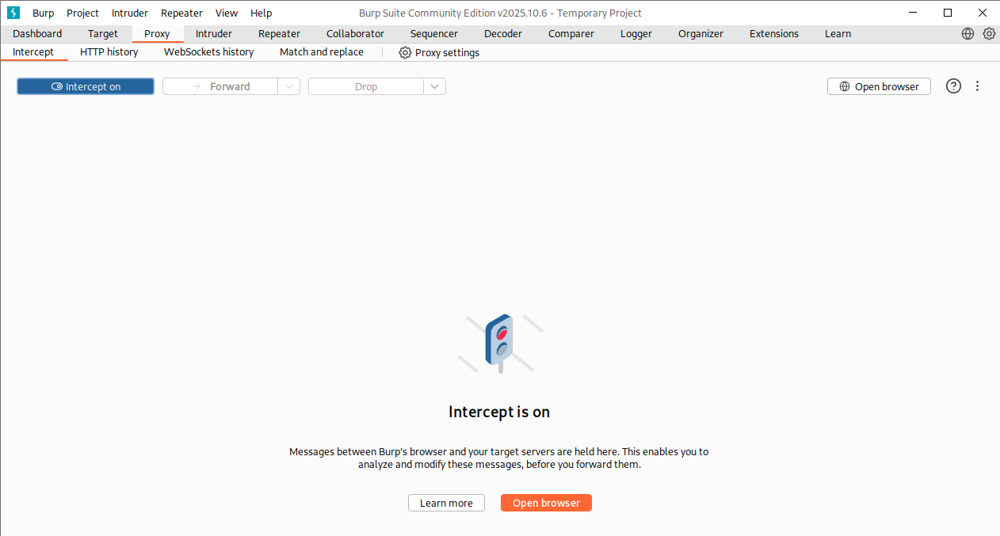 Burp Project Intruder Repeater View Help Burp Suite Community Edition v2025.10.6 - Temporary Project
Dashboard Target Proxy Intruder Repeater Collaborator Sequencer Decoder Comparer Logger Organizer Extensions Learn
Intercept HTTP history WebSockets history Match and replace Proxy settings
Intercept on Forward Drop Open browser
Intercept is on
Messages between Burp's browser and your target servers are held here. This enables you to
analyze and modify these messages, before you forward them.
Learn more Open browser